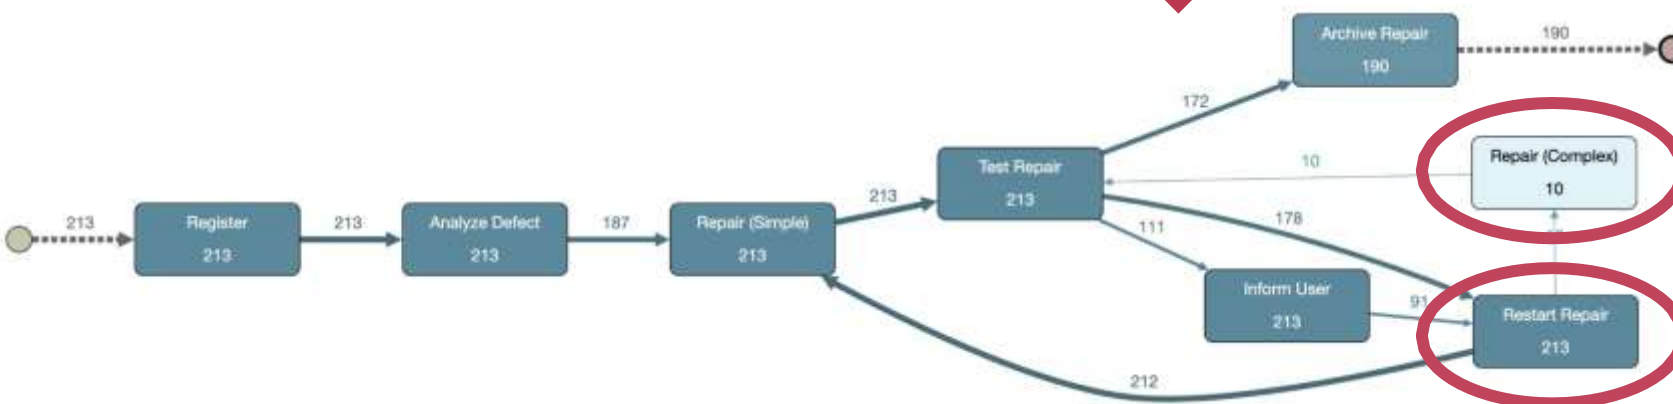 213
Register
213
213
Analyze Defect
213
187
Repair (Simple)
213
213
Test Repair
213
172
Archive Repair
190
190
10
Repair (Complex)
10
178
111
Inform User
213
91
Restart Repair
213
212